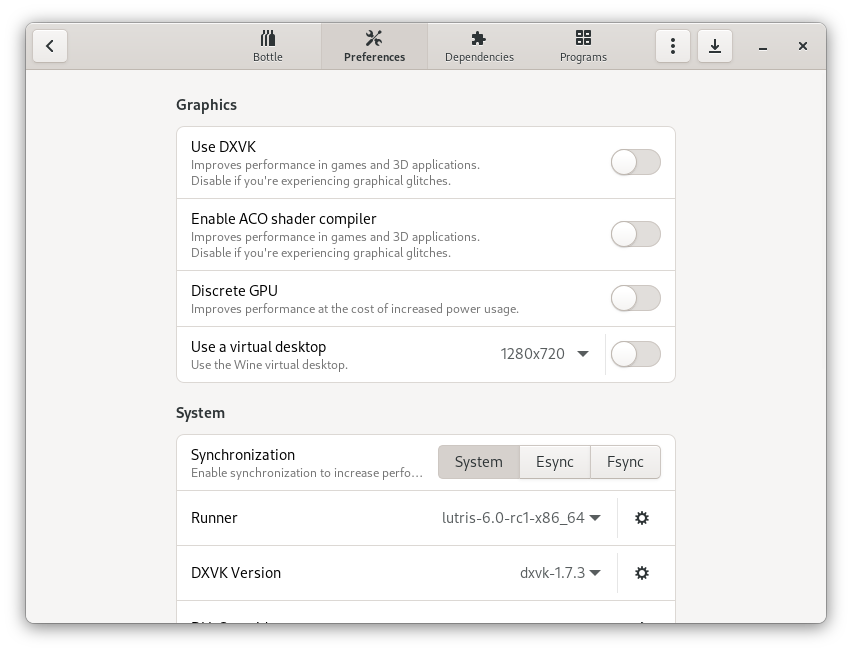 Bottle
Preferences
Dependencies
Programs
Graphics
Use DXVK
Improves performance in games and 3D applications.
Disable if you're experiencing graphical glitches.
Enable ACO shader compiler
Improves performance in games and 3D applications.
Disable if you're experiencing graphical glitches.
Discrete GPU
Improves performance at the cost of increased power usage.
Use a virtual desktop
1280x720
Use the Wine virtual desktop.
System
Synchronization
Enable synchronization to increase perfo…
System
Esync
Fsync
Runner
lutris-6.0-rc1-x86_64
DXVK Version
dxvk-1.7.3